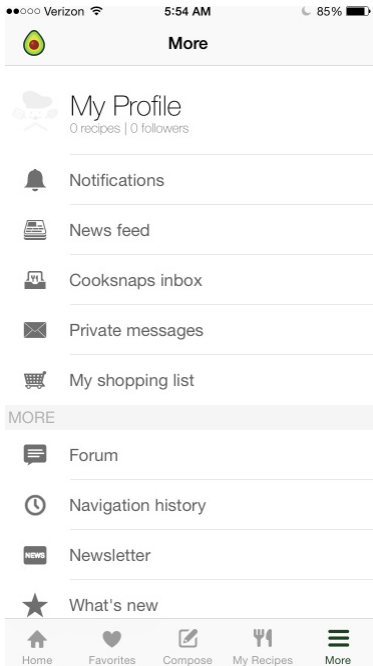 Verizon 5:54 AM 85%
More
My Profile
0 recipes | 0 followers
Notifications
News feed
Cooksnaps inbox
Private messages
My shopping list
MORE
Forum
Navigation history
NEWS Newsletter
What's new
Home Favorites Compose My Recipes More